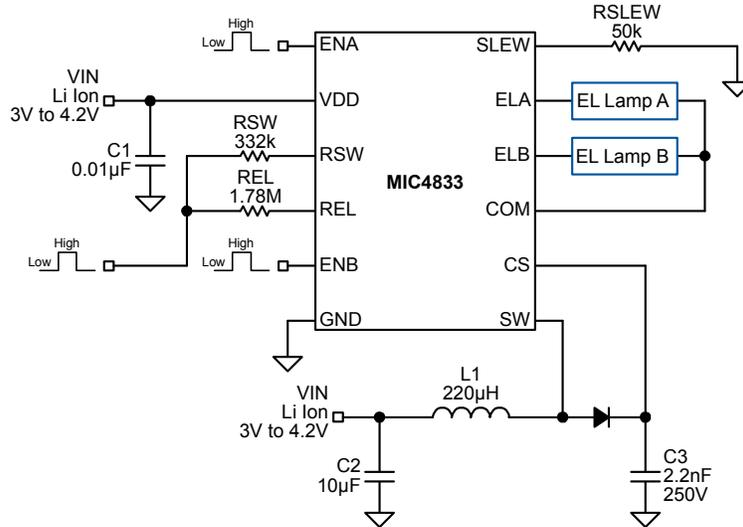 High
Low
ENA
SLEW
RSLEW
50k
VIN
Li Ion
3V to 4.2V
VDD
ELA
EL Lamp A
C1
0.01µF
RSW
332k
RSW
ELB
EL Lamp B
MIC4833
REL
1.78M
REL
COM
High
Low
High
Low
ENB
CS
GND
SW
VIN
Li Ion
3V to 4.2V
L1
220µH
C2
10µF
C3
2.2nF
250V